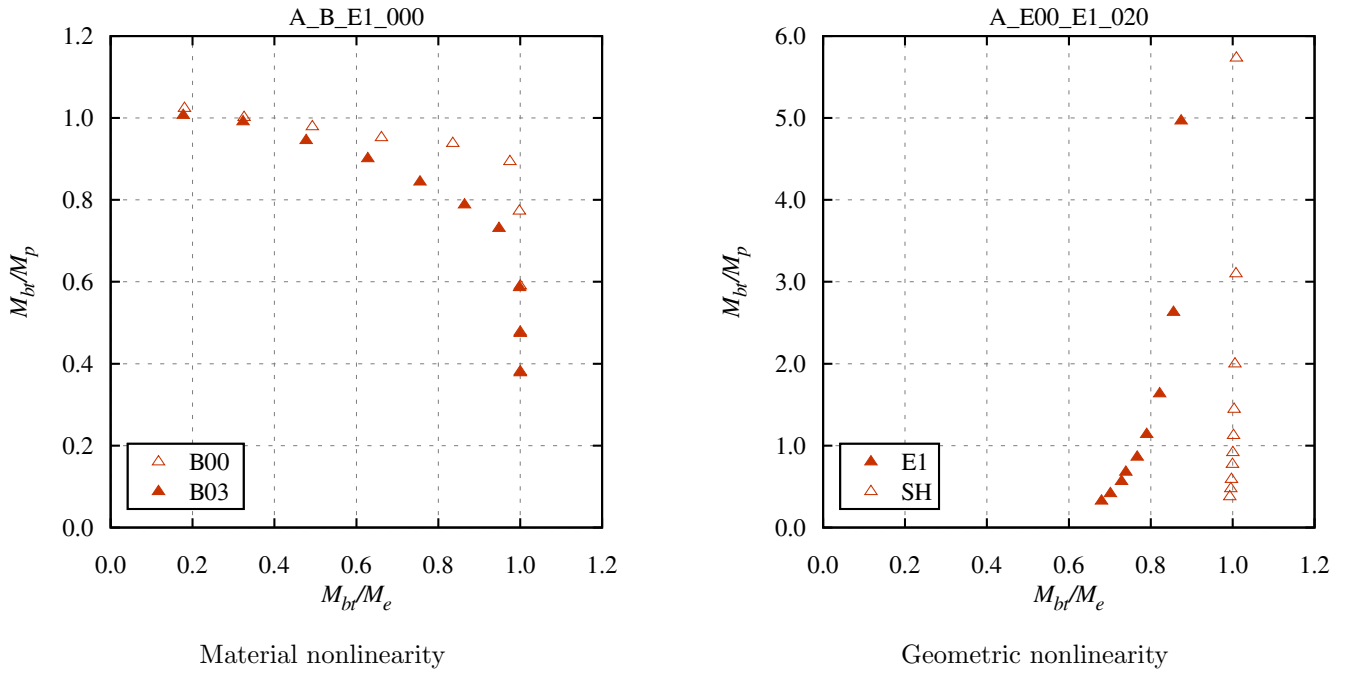 A_B_E1_000
1.2
1.0
0.8
0.6
0.4
0.2
0.0
M_bt/M_p
B00
B03
0.0 0.2 0.4 0.6 0.8 1.0 1.2
M_bt/M_e
Material nonlinearity
A_E00_E1_020
6.0
5.0
4.0
3.0
2.0
1.0
0.0
M_bt/M_p
E1
SH
0.0 0.2 0.4 0.6 0.8 1.0 1.2
M_bt/M_e
Geometric nonlinearity